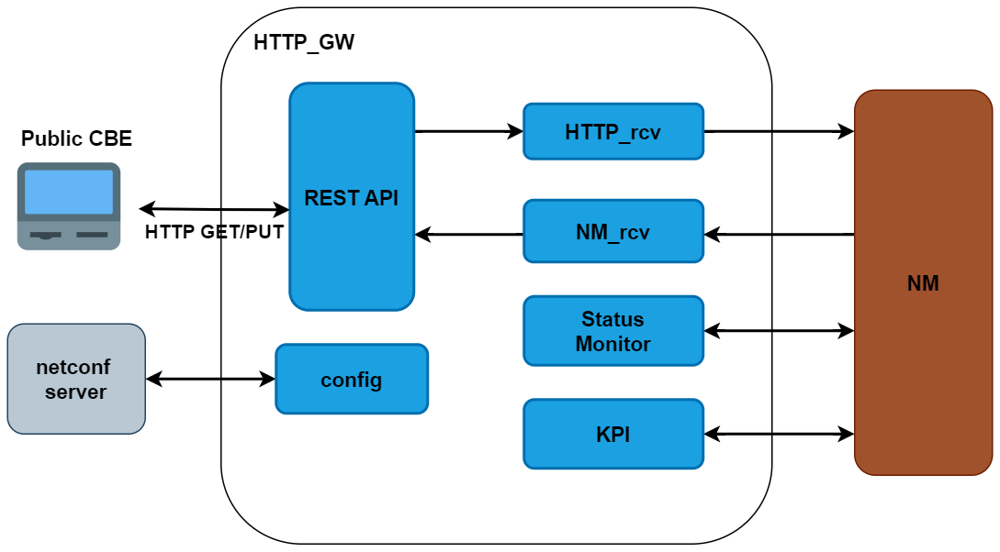 HTTP_GW
Public CBE
HTTP GET/PUT
REST API
HTTP_rcv
NM_rcv
Status
Monitor
KPI
config
netconf
server
NM